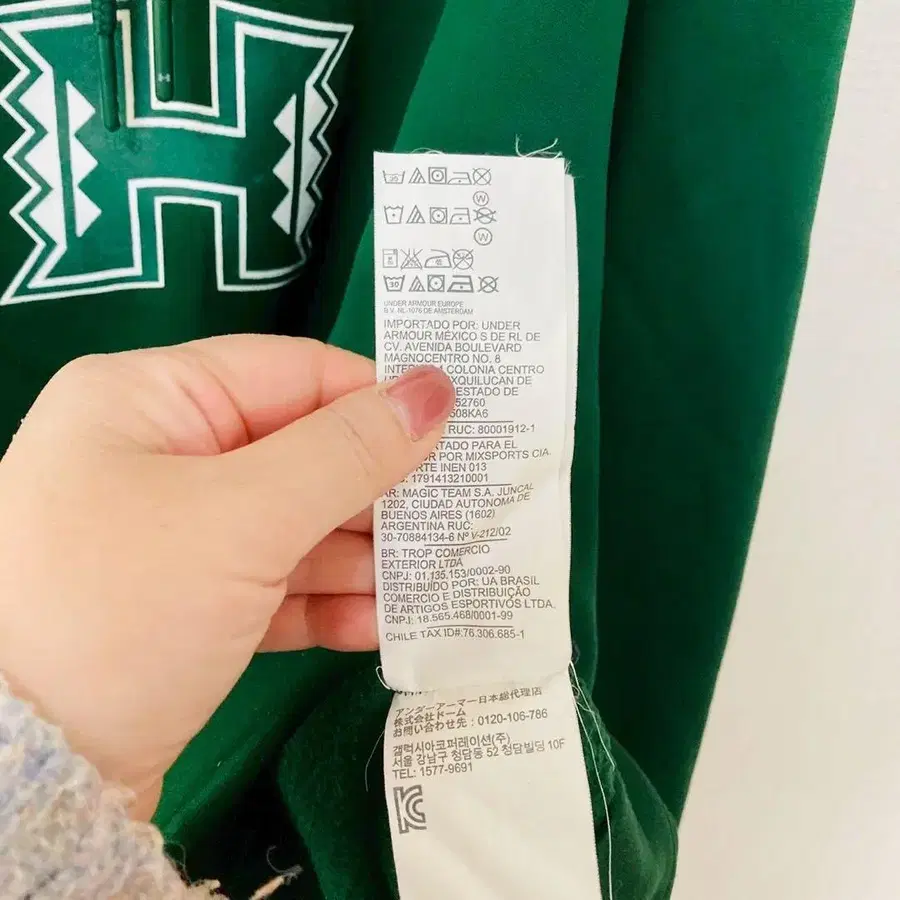 H
UNDER ARMOUR EUROPE
B.V. NL-1076 DE AMSTERDAM
IMPORTADO POR: UNDER
ARMOUR MÉXICO S DE RL DE
CV. AVENIDA BOULEVARD
MAGNOCENTRO NO. 8
COLONIA CENTRO
ESTADO DE
52760
RUC: 80001912-1
PARA EL
POR MIXSPORTS CIA.
INEN 013
1791413210001
AR: MAGIC TEAM S.A. JUNCAL
1202, CIUDAD AUTONOMA DE
BUENOS AIRES (1602)
ARGENTINA RUC:
30-70884134-6 Nº V-212/02
BR: TROP COMERCIO
EXTERIOR LTDA
CNPJ: 01.135.153/0002-90
DISTRIBUÍDO POR: UA BRASIL
COMERCIO E DISTRIBUIÇÃO
DE ARTIGOS ESPORTIVOS LTDA.
CNPJ: 18.565.468/0001-99
CHILE TAX ID#:76.306.685-1
アンダーアーマー日本総代理店
株式会社ドーム
お問い合わせ先：0120-106-786
갤럭시아코퍼레이션(주)
서울 강남구 청담동 52 청담빌딩 10F
TEL: 1577-9691